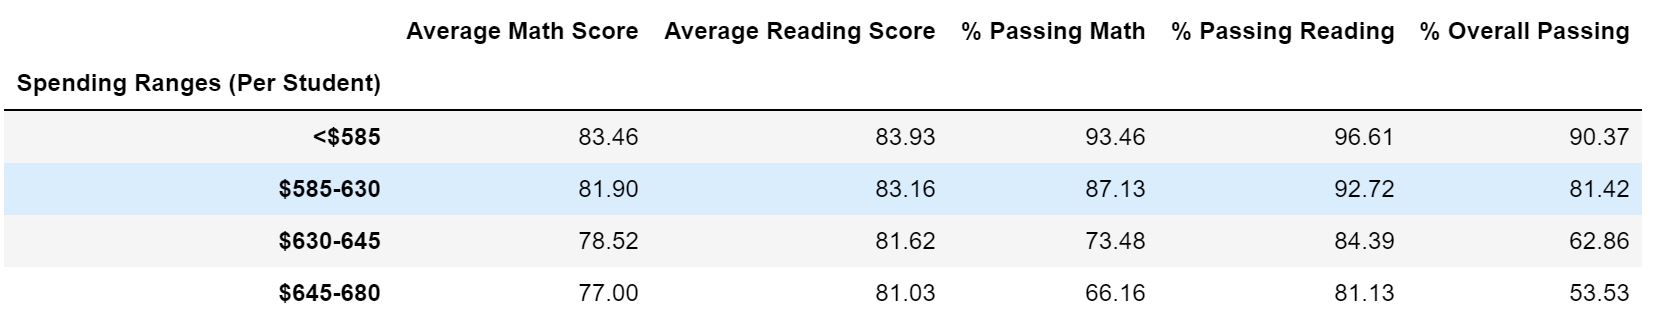 Average Math Score Average Reading Score % Passing Math % Passing Reading % Overall Passing
Spending Ranges (Per Student)
<$585 83.46 83.93 93.46 96.61 90.37
$585-630 81.90 83.16 87.13 92.72 81.42
$630-645 78.52 81.62 73.48 84.39 62.86
$645-680 77.00 81.03 66.16 81.13 53.53